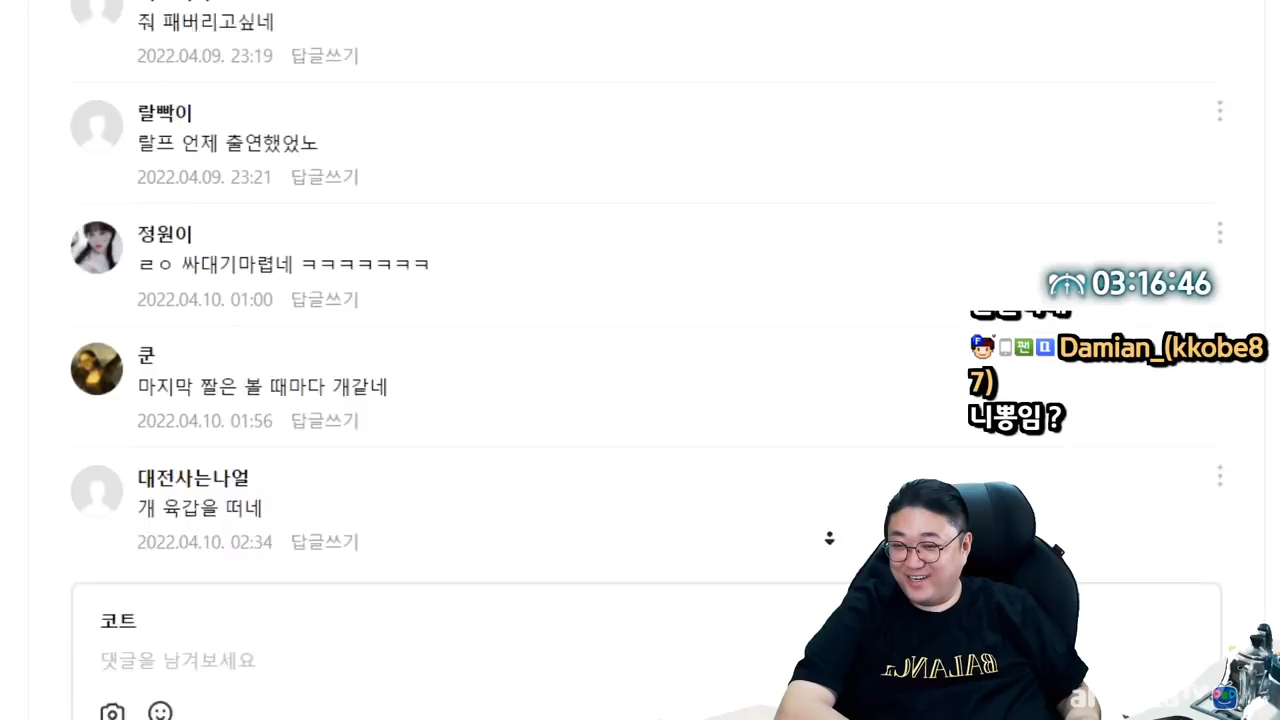 줘 패버리고싶네
2022.04.09. 23:19 답글쓰기
랄빡이
랄프 언제 출연했었노
2022.04.09. 23:21 답글쓰기
정원이
ㄹㅇ 싸대기마렵네 ㅋㅋㅋㅋㅋㅋㅋ
2022.04.10. 01:00 답글쓰기
03:16:46
F 팬 Damian_(kkobe8
7)
니뽕임?
쿤
마지막 짤은 볼 때마다 개같네
2022.04.10. 01:56 답글쓰기
대전사는나얼
개 육갑을 떠네
2022.04.10. 02:34 답글쓰기
코트
댓글을 남겨보세요